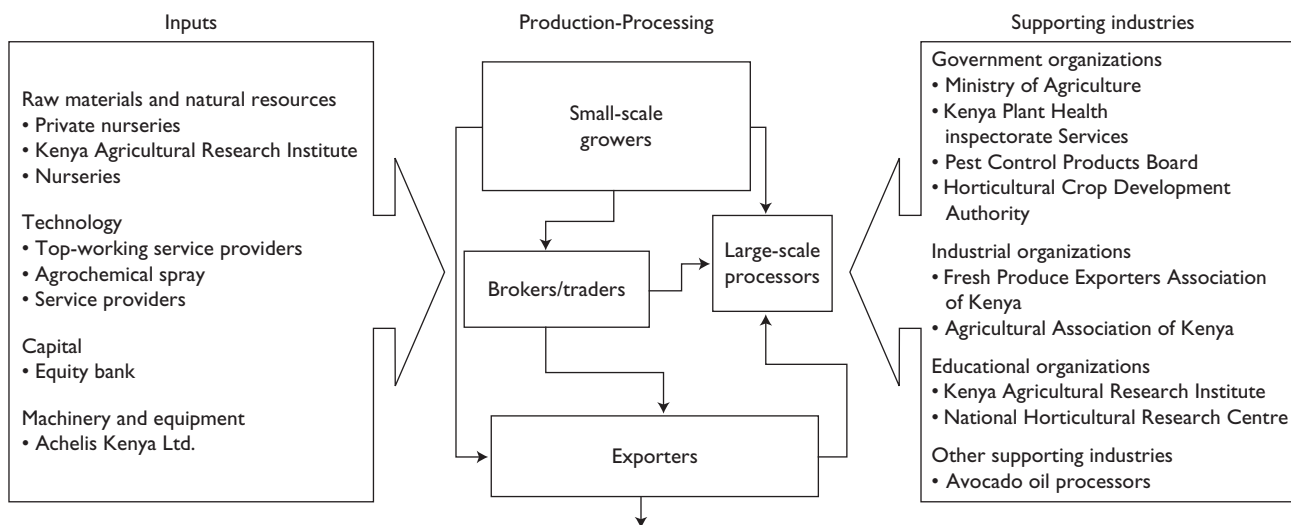 Inputs
Raw materials and natural resources
• Private nurseries
• Kenya Agricultural Research Institute
• Nurseries
Technology
• Top-working service providers
• Agrochemical spray
• Service providers
Capital
• Equity bank
Machinery and equipment
• Achelis Kenya Ltd.
Production-Processing
Small-scale
growers
Brokers/traders
Large-scale
processors
Exporters
Supporting industries
Government organizations
• Ministry of Agriculture
• Kenya Plant Health
inspectorate Services
• Pest Control Products Board
• Horticultural Crop Development
Authority
Industrial organizations
• Fresh Produce Exporters Association
of Kenya
• Agricultural Association of Kenya
Educational organizations
• Kenya Agricultural Research Institute
• National Horticultural Research Centre
Other supporting industries
• Avocado oil processors